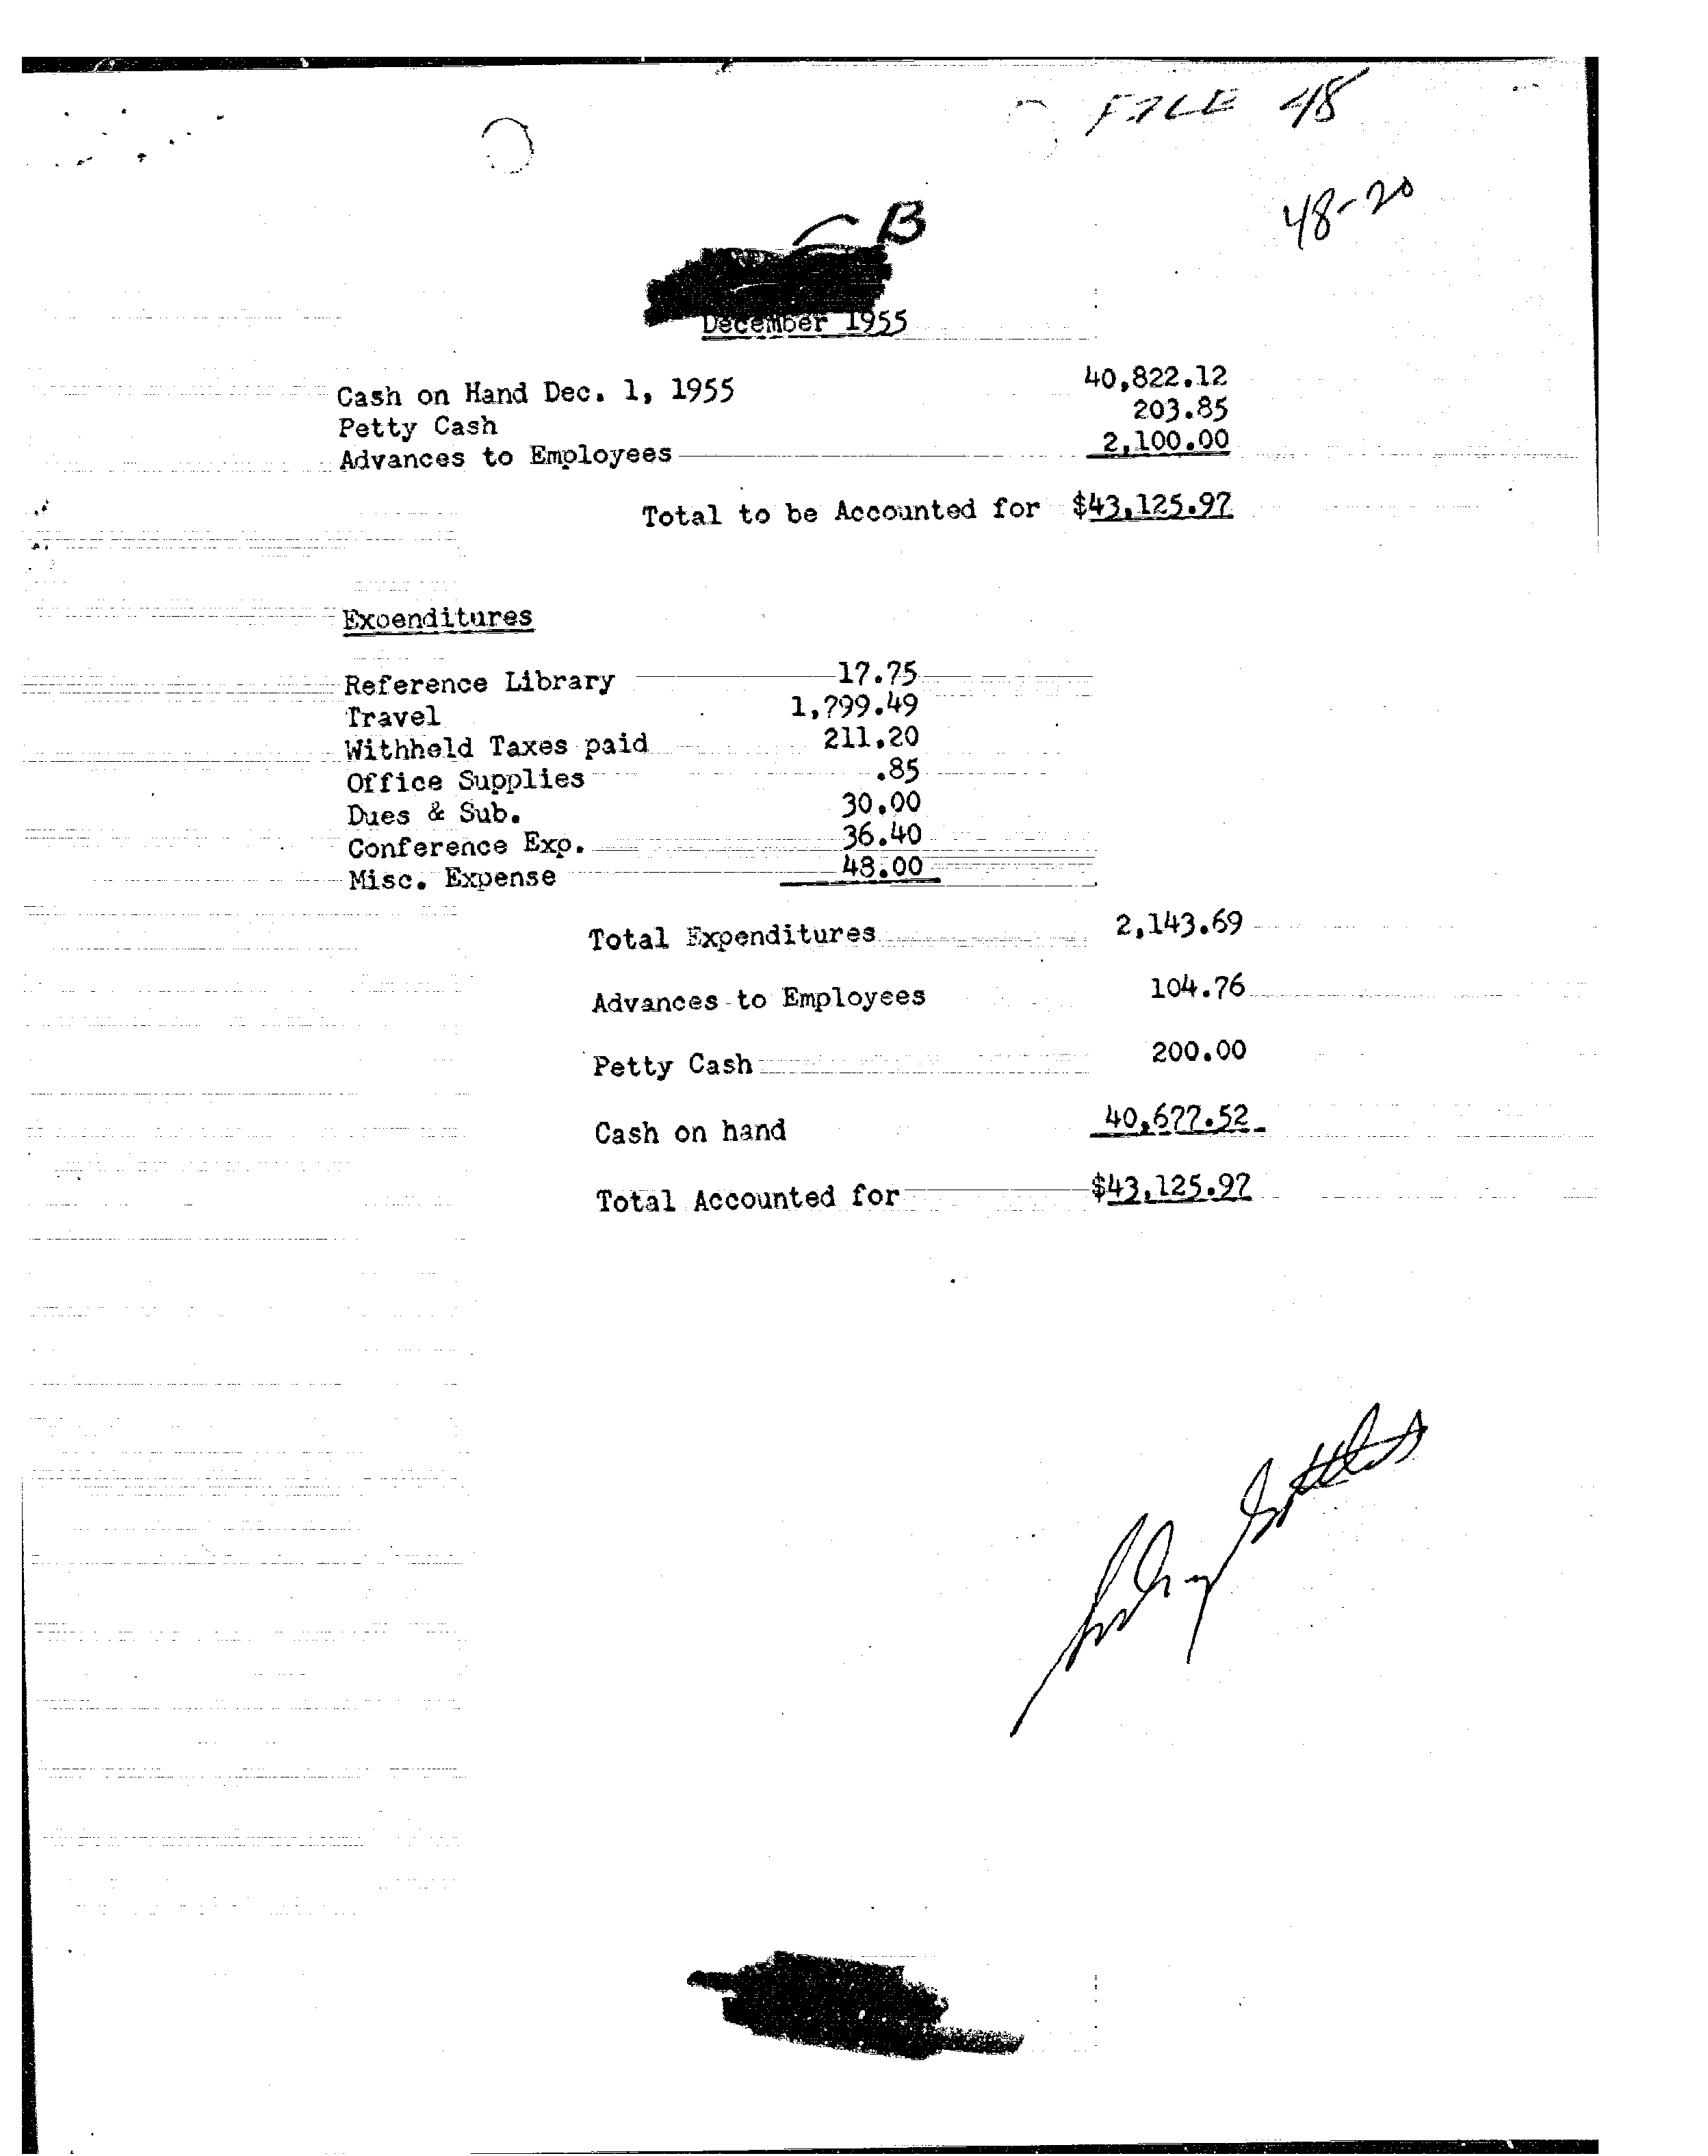 FILE 48
48-20
B
December 1955
Cash on Hand Dec. 1, 1955 40,822.12
Petty Cash 203.85
Advances to Employees 2,100.00
Total to be Accounted for $43,125.97
Expenditures
Reference Library 17.75
Travel 1,799.49
Withheld Taxes paid 211.20
Office Supplies .85
Dues & Sub. 30.00
Conference Exp. 36.40
Misc. Expense 48.00
Total Expenditures 2,143.69
Advances to Employees 104.76
Petty Cash 200.00
Cash on hand 40,677.52
Total Accounted for $43,125.97